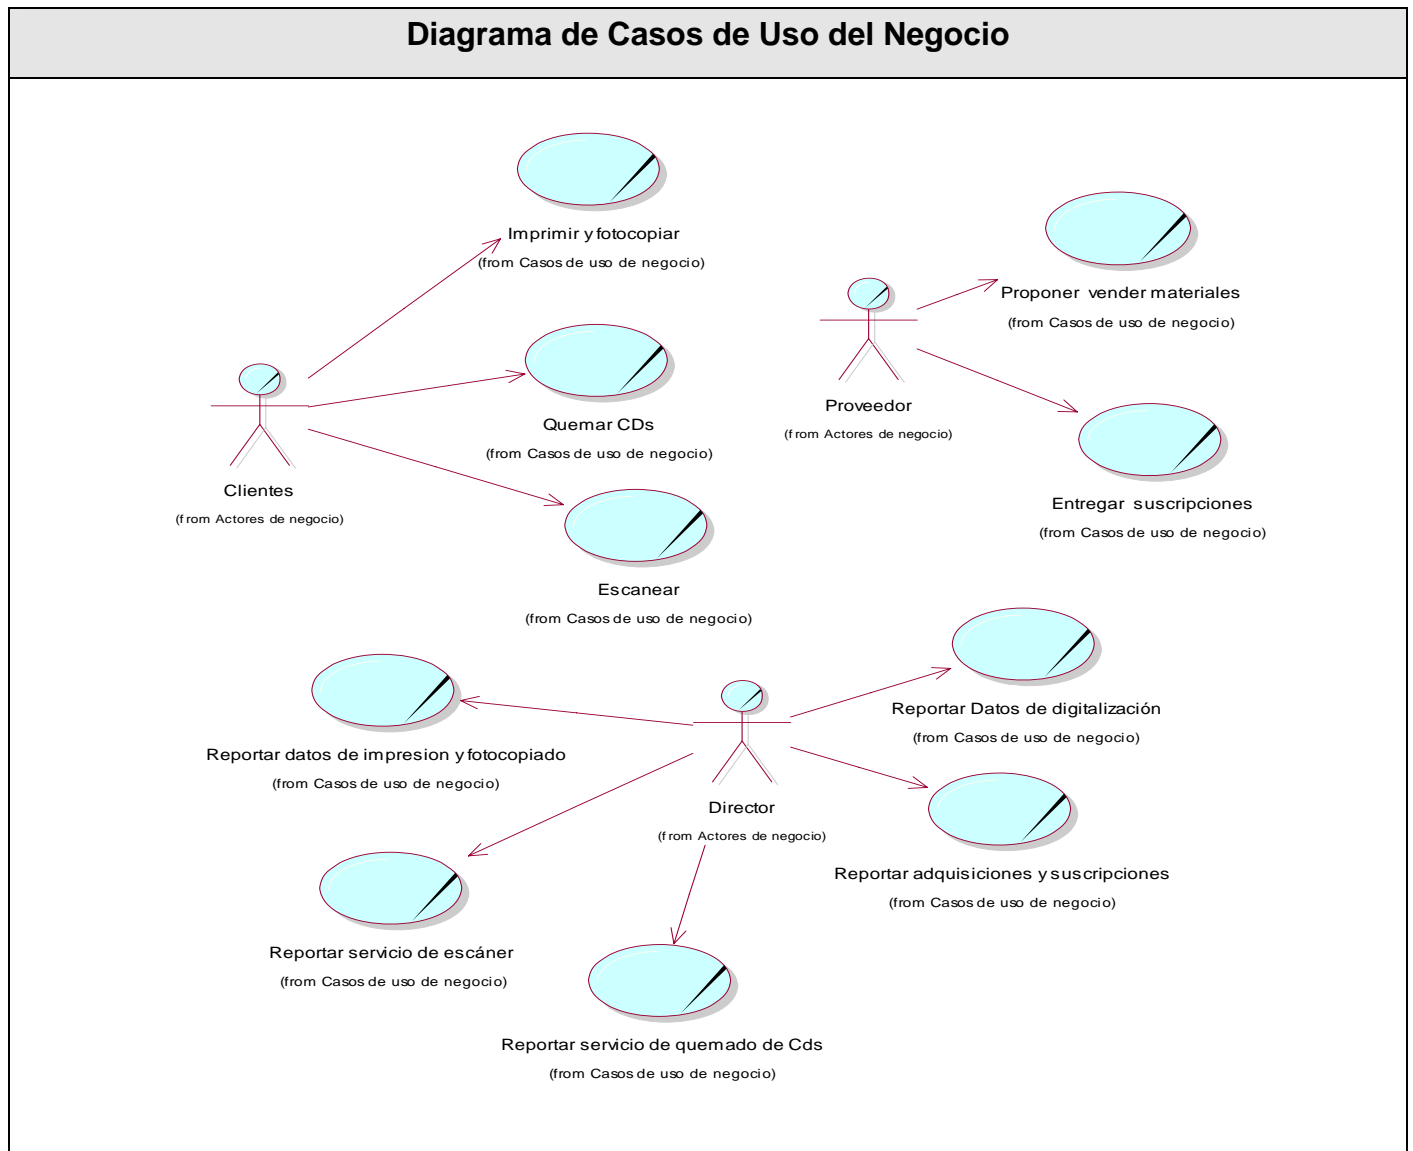 Diagrama de Casos de Uso del Negocio
Imprimir y fotocopiar
(from Casos de uso de negocio)
Proponer vender materiales
(from Casos de uso de negocio)
Quemar CDs
(from Casos de uso de negocio)
Proveedor
(from Actores de negocio)
Clientes
(from Actores de negocio)
Entregar suscripciones
(from Casos de uso de negocio)
Escanear
(from Casos de uso de negocio)
Reportar Datos de digitalización
(from Casos de uso de negocio)
Reportar datos de impresion y fotocopiado
(from Casos de uso de negocio)
Director
(from Actores de negocio)
Reportar adquisiciones y suscripciones
(from Casos de uso de negocio)
Reportar servicio de escáner
(from Casos de uso de negocio)
Reportar servicio de quemado de Cds
(from Casos de uso de negocio)